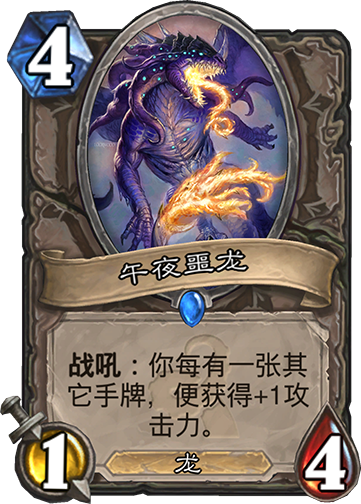 4
午夜噩龙
战吼：你每有一张其
它手牌，便获得+1攻
击力。
1
龙
4